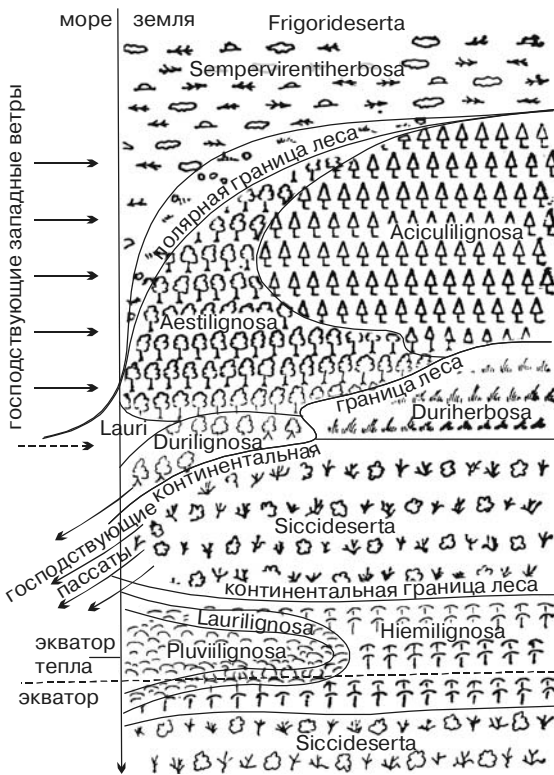 море
земля
Frigorideserta
Sempervirentiherbosa
господствующие западные ветры
полярная граница леса
Aciculilignosa
Aestilignosa
граница леса
Lauri
Durilignosa
Duriherbosa
континентальная
господствующие
пассаты
Siccideserta
континентальная граница леса
Laurilignosa
Hiemilignosa
Pluviilignosa
экватор
тепла
экватор
Siccideserta